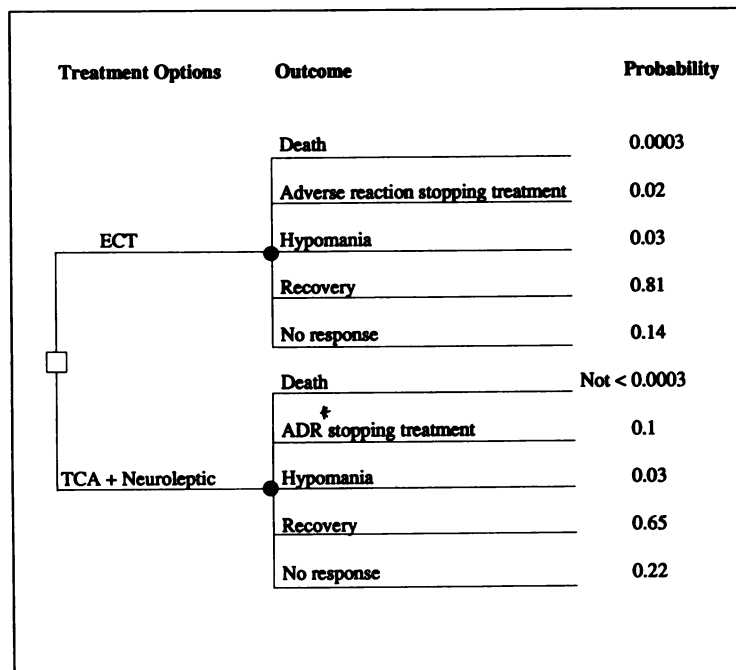 Treatment Options Outcome Probability
Death 0.0003
Adverse reaction stopping treatment 0.02
ECT Hypomania 0.03
Recovery 0.81
No response 0.14
Death Not < 0.0003
ADR* stopping treatment 0.1
TCA + Neuroleptic Hypomania 0.03
Recovery 0.65
No response 0.22